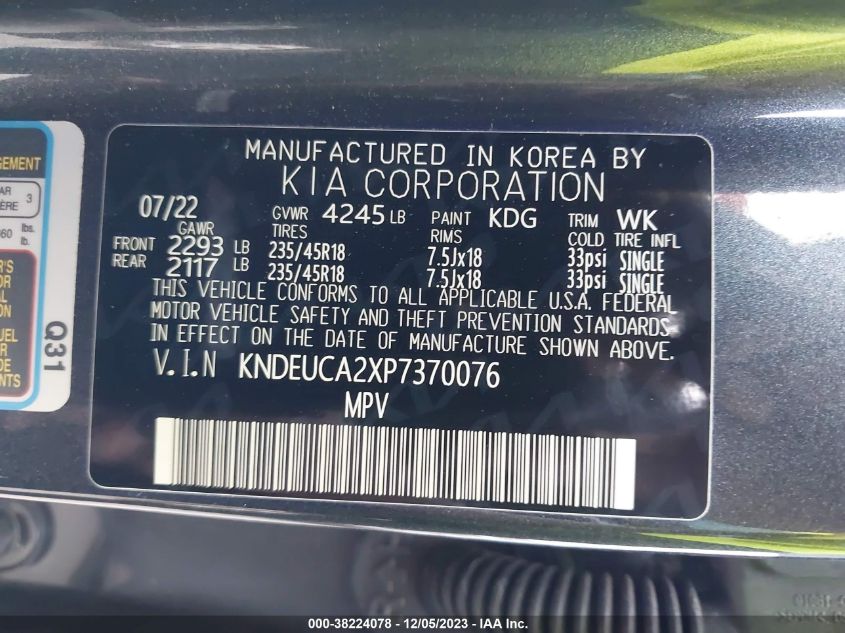 MANUFACTURED IN KOREA BY
KIA CORPORATION
07/22 GVWR 4245 LB PAINT KDG TRIM WK
GAWR TIRES RIMS COLD TIRE INFL
FRONT 2293 LB 235/45R18 7.5Jx18 33psi SINGLE
REAR 2117 LB 235/45R18 7.5Jx18 33psi SINGLE
THIS VEHICLE CONFORMS TO ALL APPLICABLE U.S.A. FEDERAL
MOTOR VEHICLE SAFETY AND THEFT PREVENTION STANDARDS
IN EFFECT ON THE DATE OF MANUFACTURE SHOWN ABOVE.
V.I.N KNDEUCA2XP7370076
MPV
3
lbs.
lb.
Q31
000-38224078 - 12/05/2023 - IAA Inc.